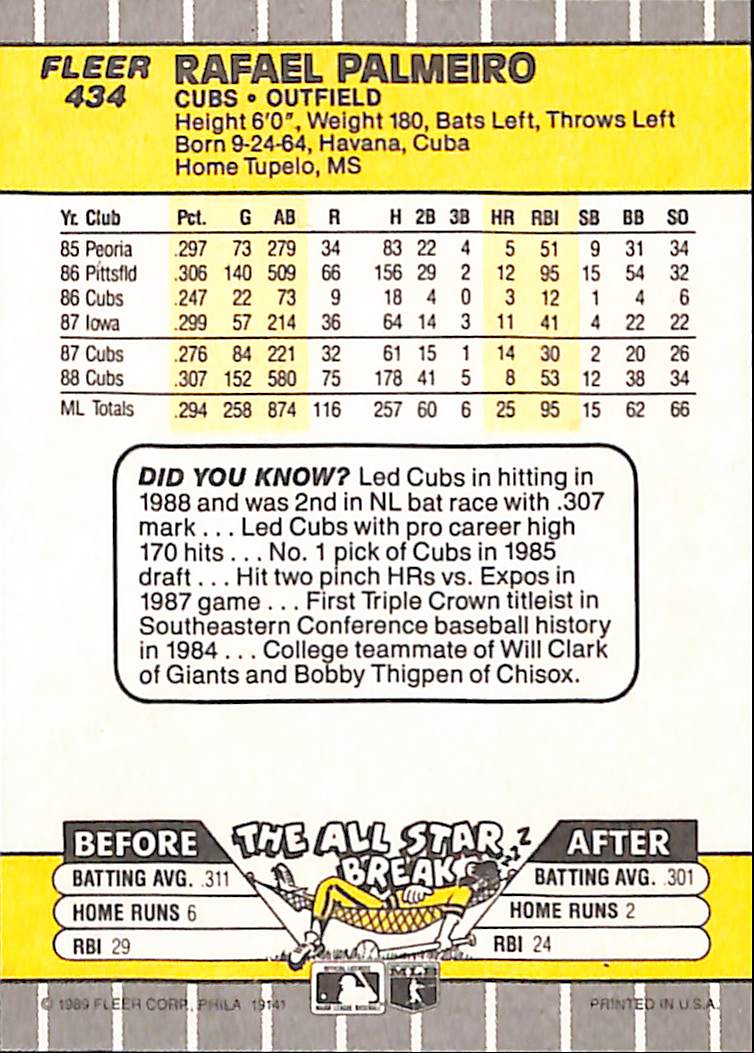 FLEER
434
RAFAEL PALMEIRO
CUBS • OUTFIELD
Height 6'0", Weight 180, Bats Left, Throws Left
Born 9-24-64, Havana, Cuba
Home Tupelo, MS
Yr. Club Pct. G AB R H 2B 3B HR RBI SB BB SO
85 Peoria .297 73 279 34 83 22 4 5 51 9 31 34
86 Pittsfld .306 140 509 66 156 29 2 12 95 15 54 32
86 Cubs .247 22 73 9 18 4 0 3 12 1 4 6
87 Iowa .299 57 214 36 64 14 3 11 41 4 22 22
87 Cubs .276 84 221 32 61 15 1 14 30 2 20 26
88 Cubs .307 152 580 75 178 41 5 8 53 12 38 34
ML Totals .294 258 874 116 257 60 6 25 95 15 62 66
DID YOU KNOW? Led Cubs in hitting in
1988 and was 2nd in NL bat race with .307
mark . . . Led Cubs with pro career high
170 hits . . . No. 1 pick of Cubs in 1985
draft . . . Hit two pinch HRs vs. Expos in
1987 game . . . First Triple Crown titleist in
Southeastern Conference baseball history
in 1984 . . . College teammate of Will Clark
of Giants and Bobby Thigpen of Chisox.
BEFORE
THE ALL STAR
BREAK
zzz
AFTER
BATTING AVG. .311
HOME RUNS 6
RBI 29
BATTING AVG. .301
HOME RUNS 2
RBI 24
OFFICIAL LICENSEE
MAJOR LEAGUE BASEBALL
MLB
© 1989 FLEER CORP., PHILA 19141
PRINTED IN U.S.A.